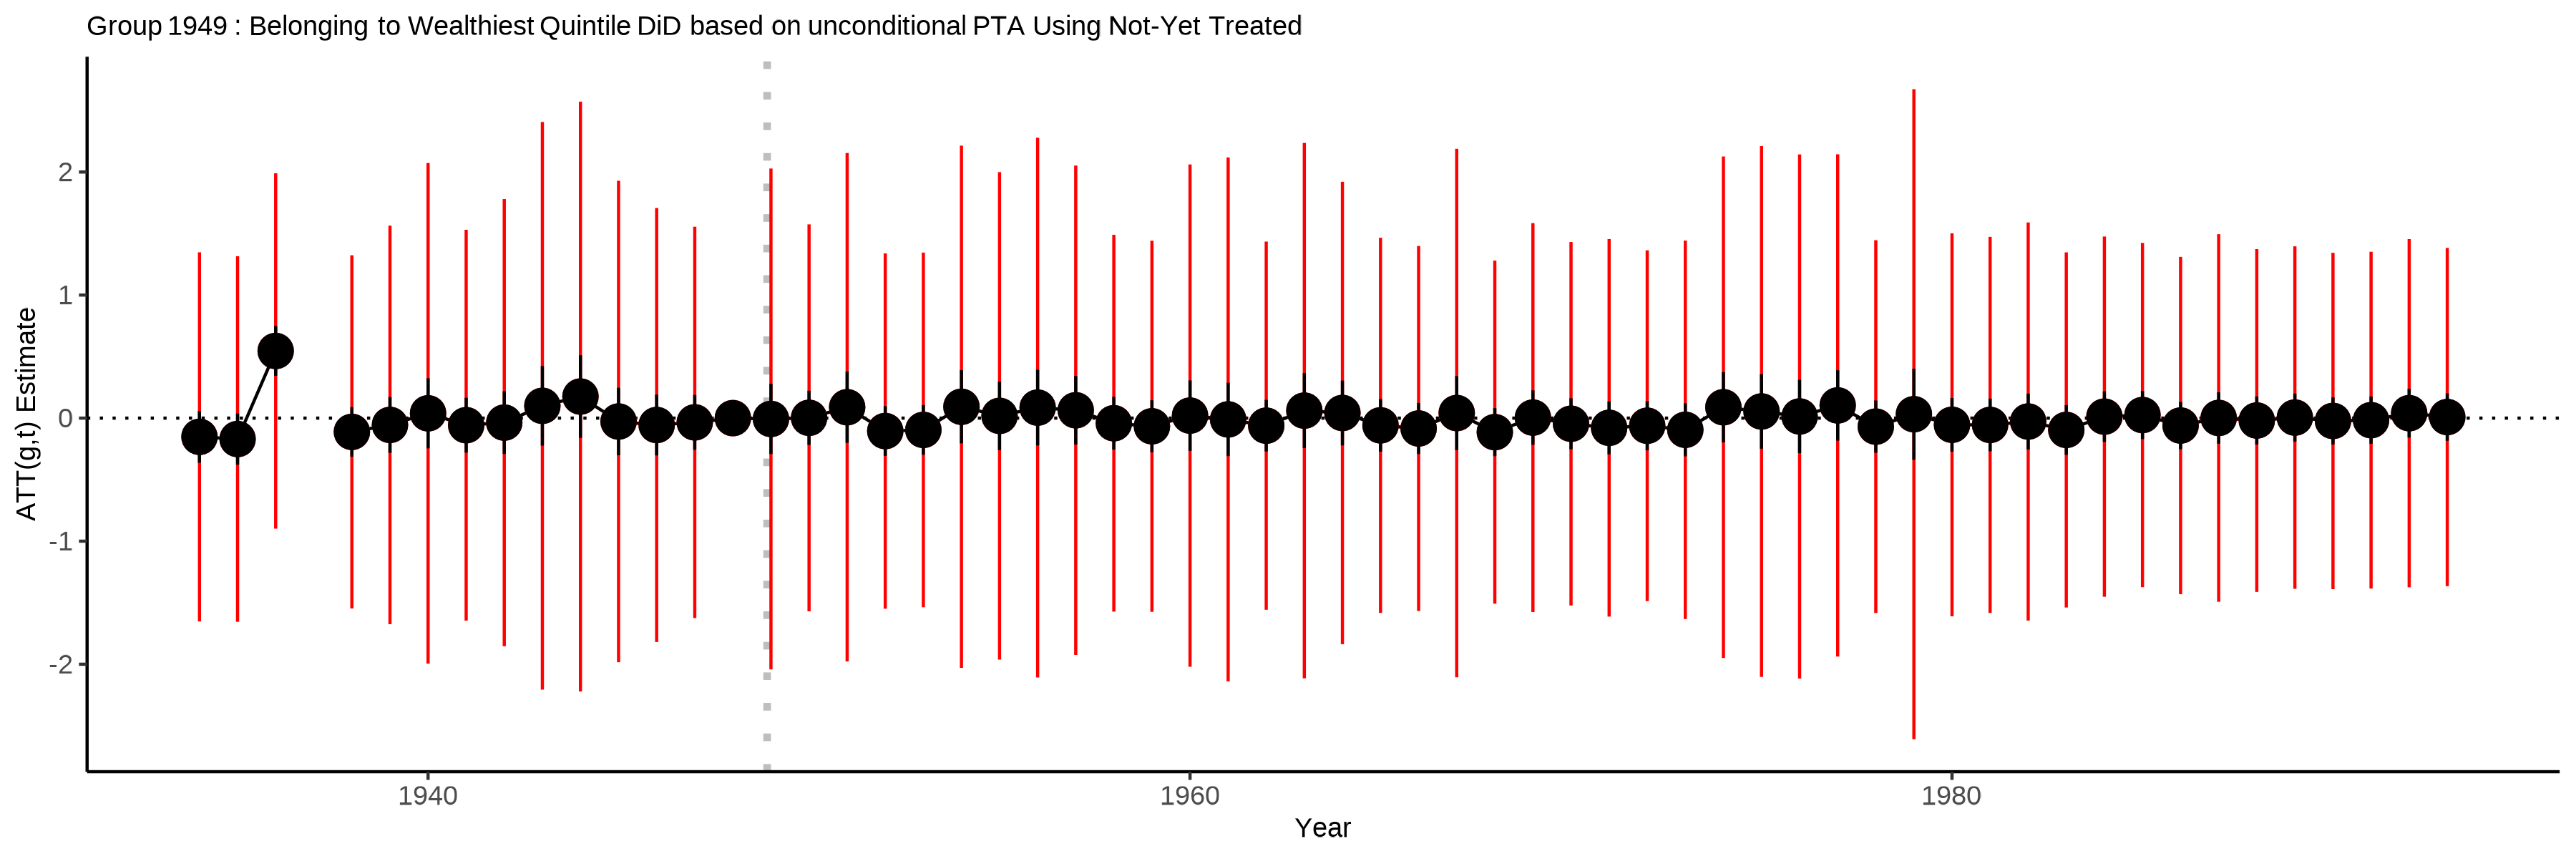 Group 1949 : Belonging to Wealthiest Quintile DiD based on unconditional PTA Using Not-Yet Treated
ATT(g,t) Estimate
2
1
0
-1
-2
1940
1960
1980
Year